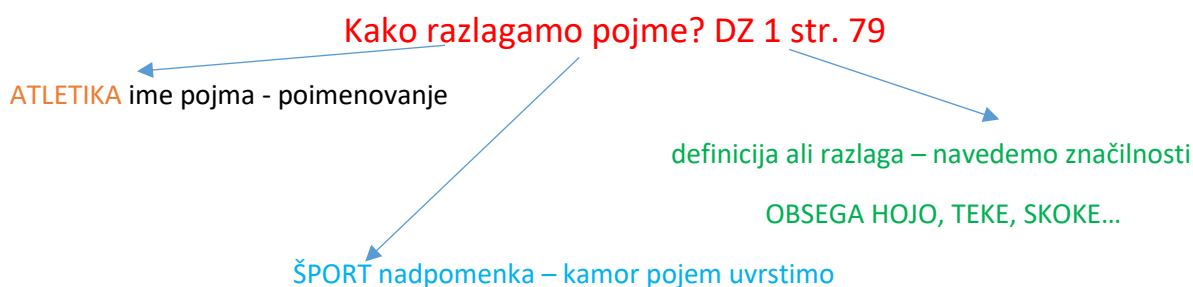 Kako razlagamo pojme? DZ 1 str. 79
ATLETIKA ime pojma - poimenovanje
definicija ali razlaga – navedemo značilnosti
OBSEGA HOJO, TEKE, SKOKE…
ŠPORT nadpomenka – kamor pojem uvrstimo